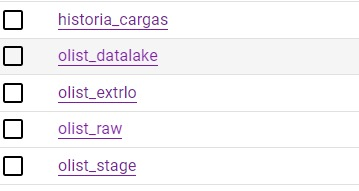 historia_cargas
olist_datalake
olist_extrlo
olist_raw
olist_stage